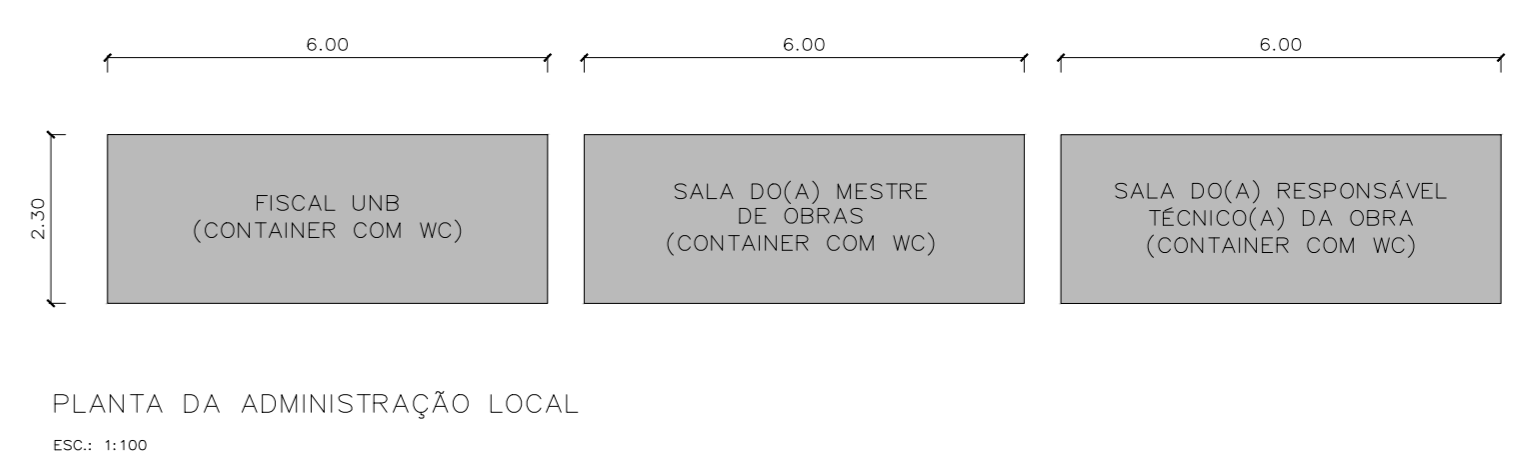 6.00
6.00
6.00
2.30
FISCAL UNB
(CONTAINER COM WC)
SALA DO(A) MESTRE
DE OBRAS
(CONTAINER COM WC)
SALA DO(A) RESPONSÁVEL
TÉCNICO(A) DA OBRA
(CONTAINER COM WC)
PLANTA DA ADMINISTRAÇÃO LOCAL
ESC.: 1:100